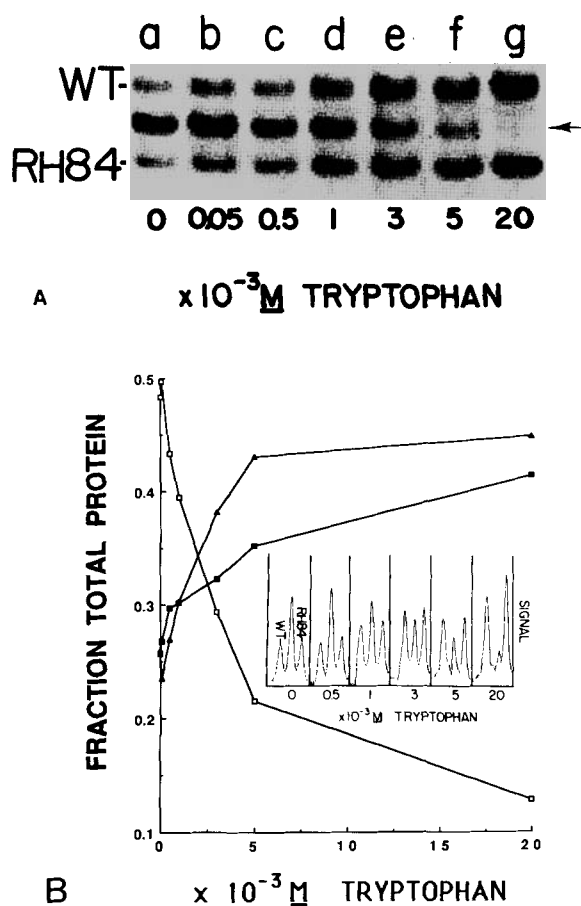 a b c d e f g
WT-
RH84-
0 0.05 0.5 1 3 5 20
x10⁻³M TRYPTOPHAN
A
0.5
0.4
0.3
0.2
0.1
FRACTION TOTAL PROTEIN
WT
RH84
SIGNAL
0 0.5 1 3 5 20
x10⁻³M TRYPTOPHAN
0 5 10 15 20
B x 10⁻³ M TRYPTOPHAN